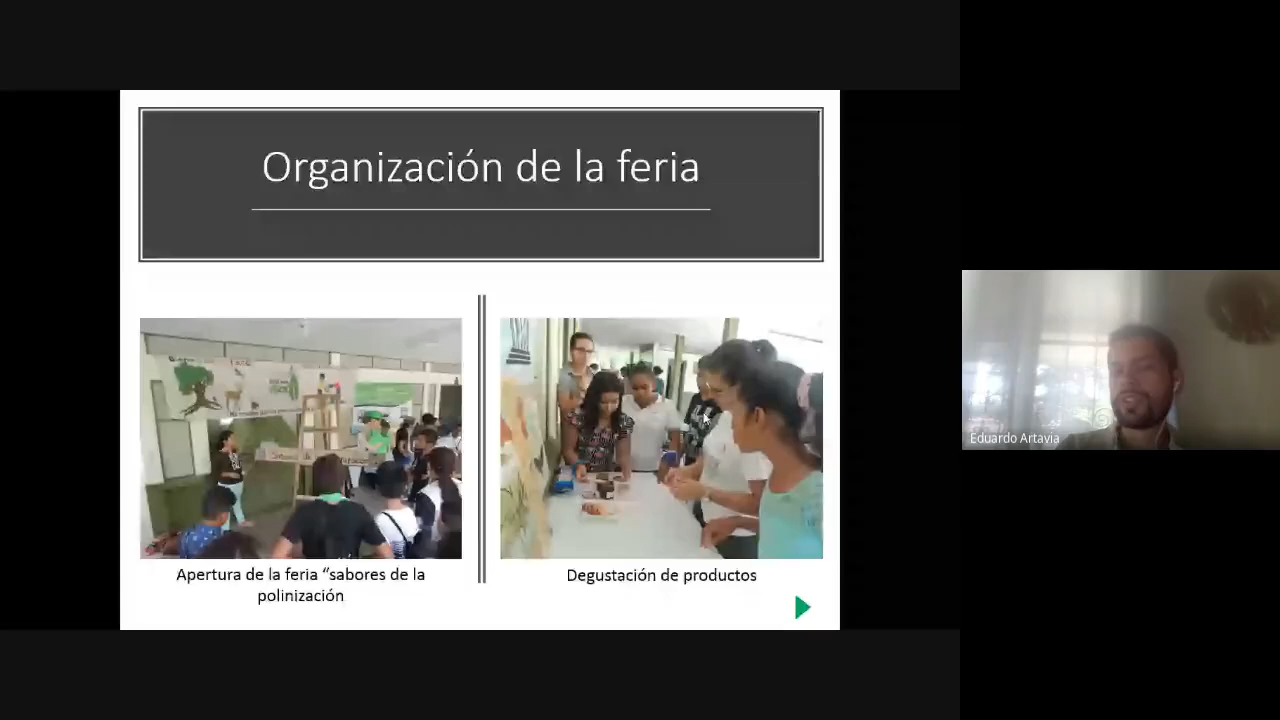 Organización de la feria
Apertura de la feria “sabores de la
polinización
Degustación de productos
Eduardo Artavia